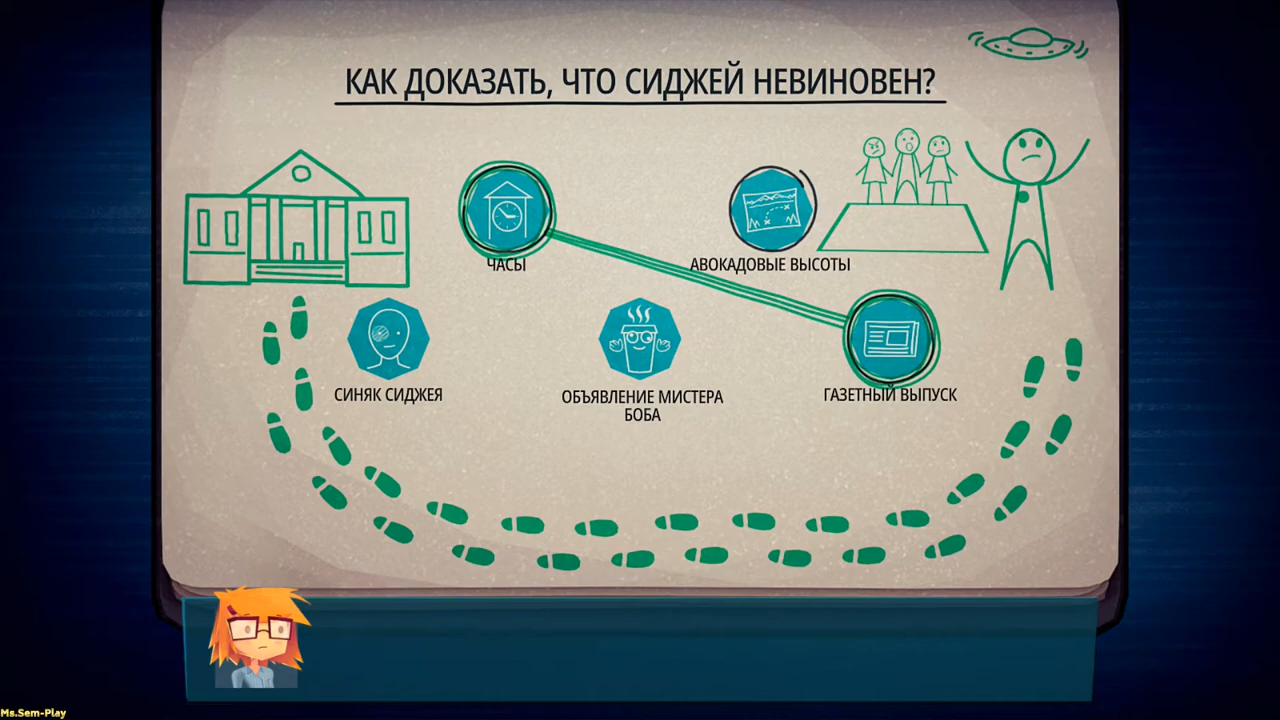 КАК ДОКАЗАТЬ, ЧТО СИДЖЕЙ НЕВИНОВЕН?
ЧАСЫ
АВОКАДОВЫЕ ВЫСОТЫ
СИНЯК СИДЖЕЯ
ОБЪЯВЛЕНИЕ МИСТЕРА
БОБА
ГАЗЕТНЫЙ ВЫПУСК
Ms.Sem-Play